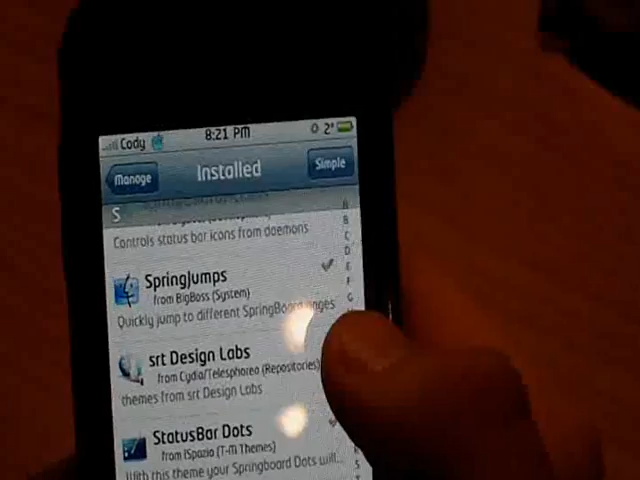 Cody 8:21 PM 2°
Manage Installed Simple
S
Controls status bar icons from daemons
SpringJumps
from BigBoss (System)
Quickly jump to different SpringBoard
srt Design Labs
from Cydia/Telesphoreo (Repositories)
themes from srt Design Labs
StatusBar Dots
from iSpazio (T-M Themes)
With this theme your Springboard Dots will...
A
B
C
D
E
F
G